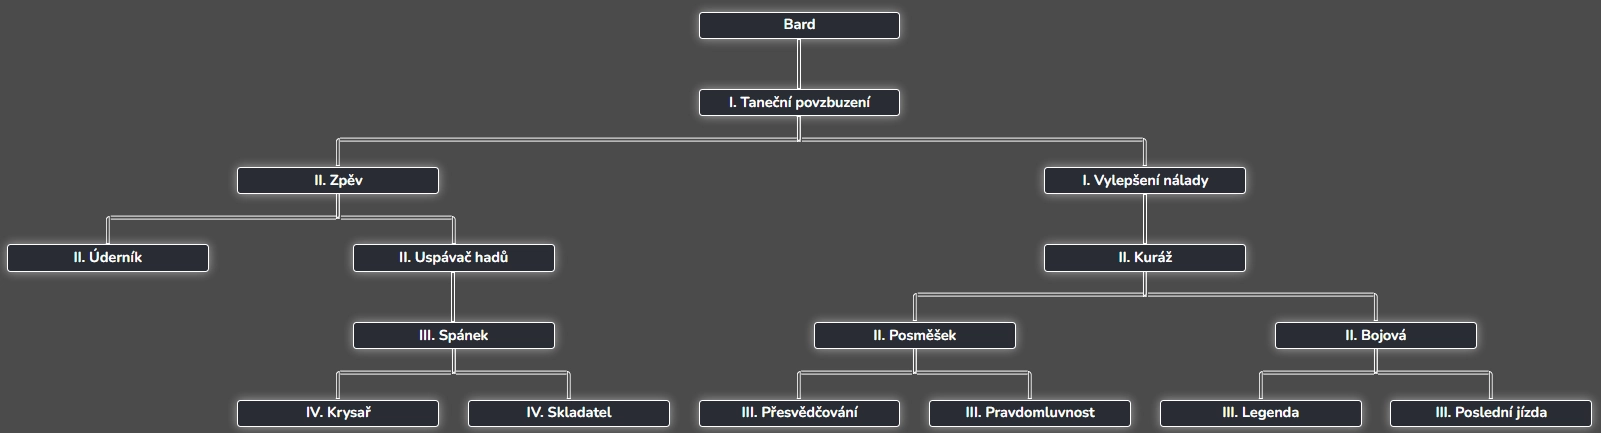 Bard
I. Taneční povzbuzení
II. Zpěv
I. Vylepšení nálady
II. Úderník
II. Uspávač hadů
II. Kuráž
III. Spánek
II. Posměšek
II. Bojová
IV. Krysař
IV. Skladatel
III. Přesvědčování
III. Pravdomluvnost
III. Legenda
III. Poslední jízda